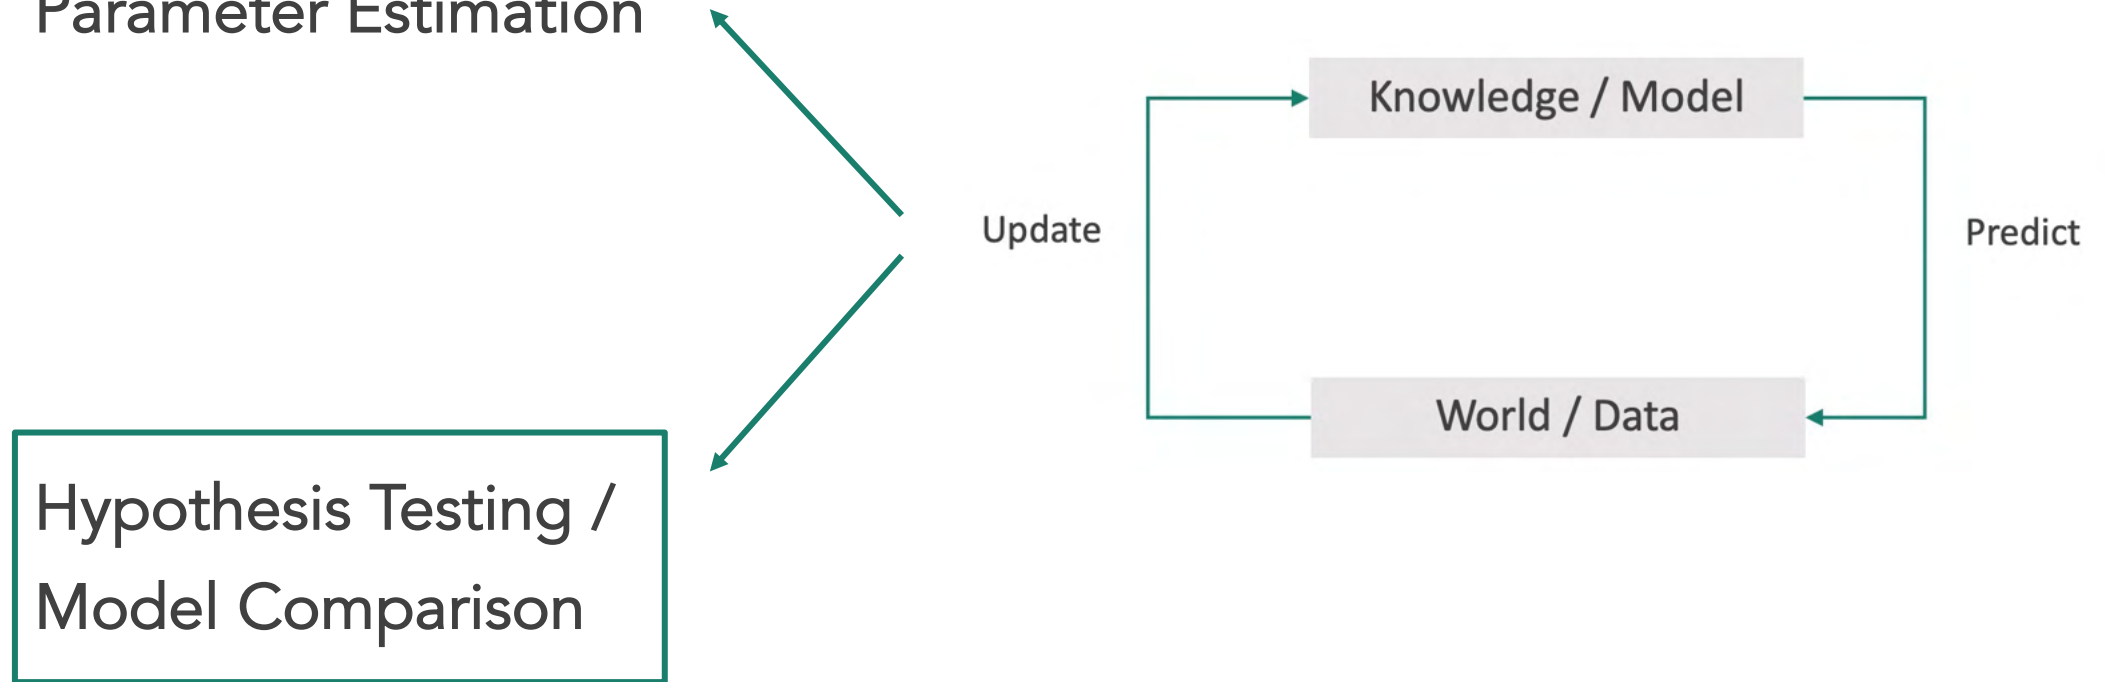 Parameter Estimation
Knowledge / Model
Update
Predict
World / Data
Hypothesis Testing /
Model Comparison